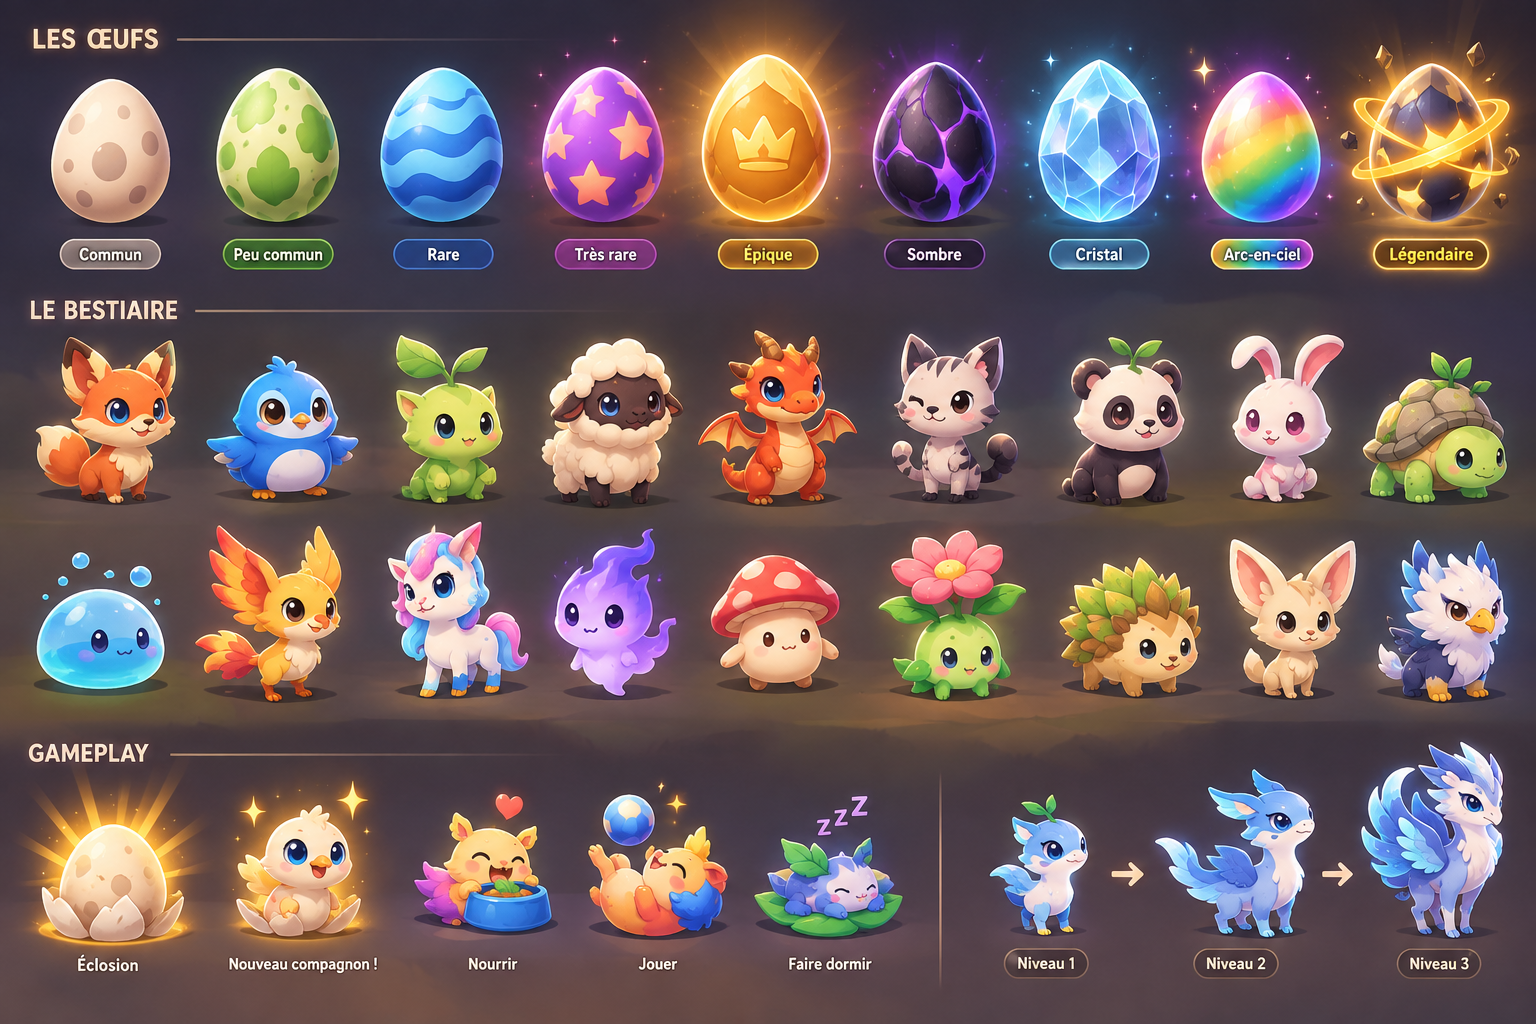 LES ŒUFS
Commun
Peu commun
Rare
Très rare
Épique
Sombre
Cristal
Arc-en-ciel
Légendaire
LE BESTIAIRE
GAMEPLAY
z z z
Éclosion
Nouveau compagnon !
Nourrir
Jouer
Faire dormir
Niveau 1
Niveau 2
Niveau 3